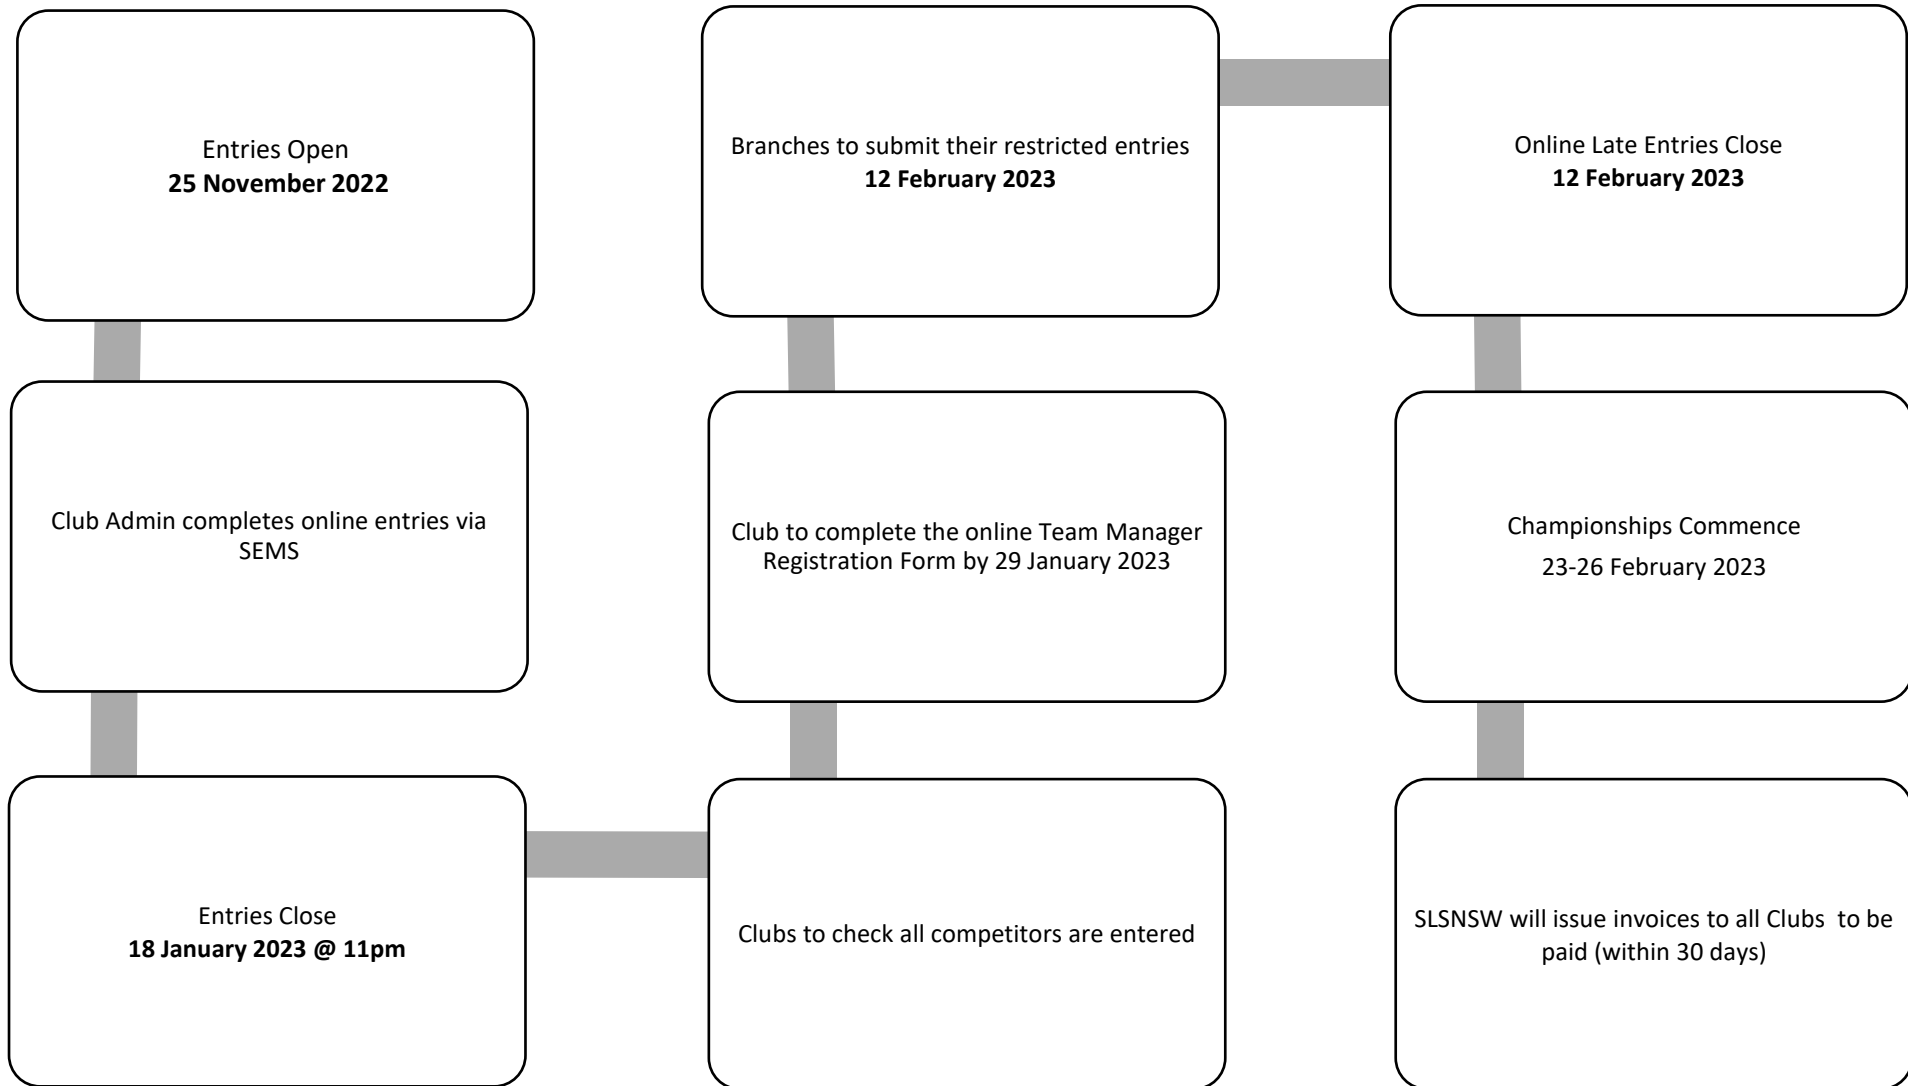 Entries Open
25 November 2022
Club Admin completes online entries via
SEMS
Entries Close
18 January 2023 @ 11pm
Clubs to check all competitors are entered
Club to complete the online Team Manager
Registration Form by 29 January 2023
Branches to submit their restricted entries
12 February 2023
Online Late Entries Close
12 February 2023
Championships Commence
23-26 February 2023
SLSNSW will issue invoices to all Clubs  to be
paid (within 30 days)